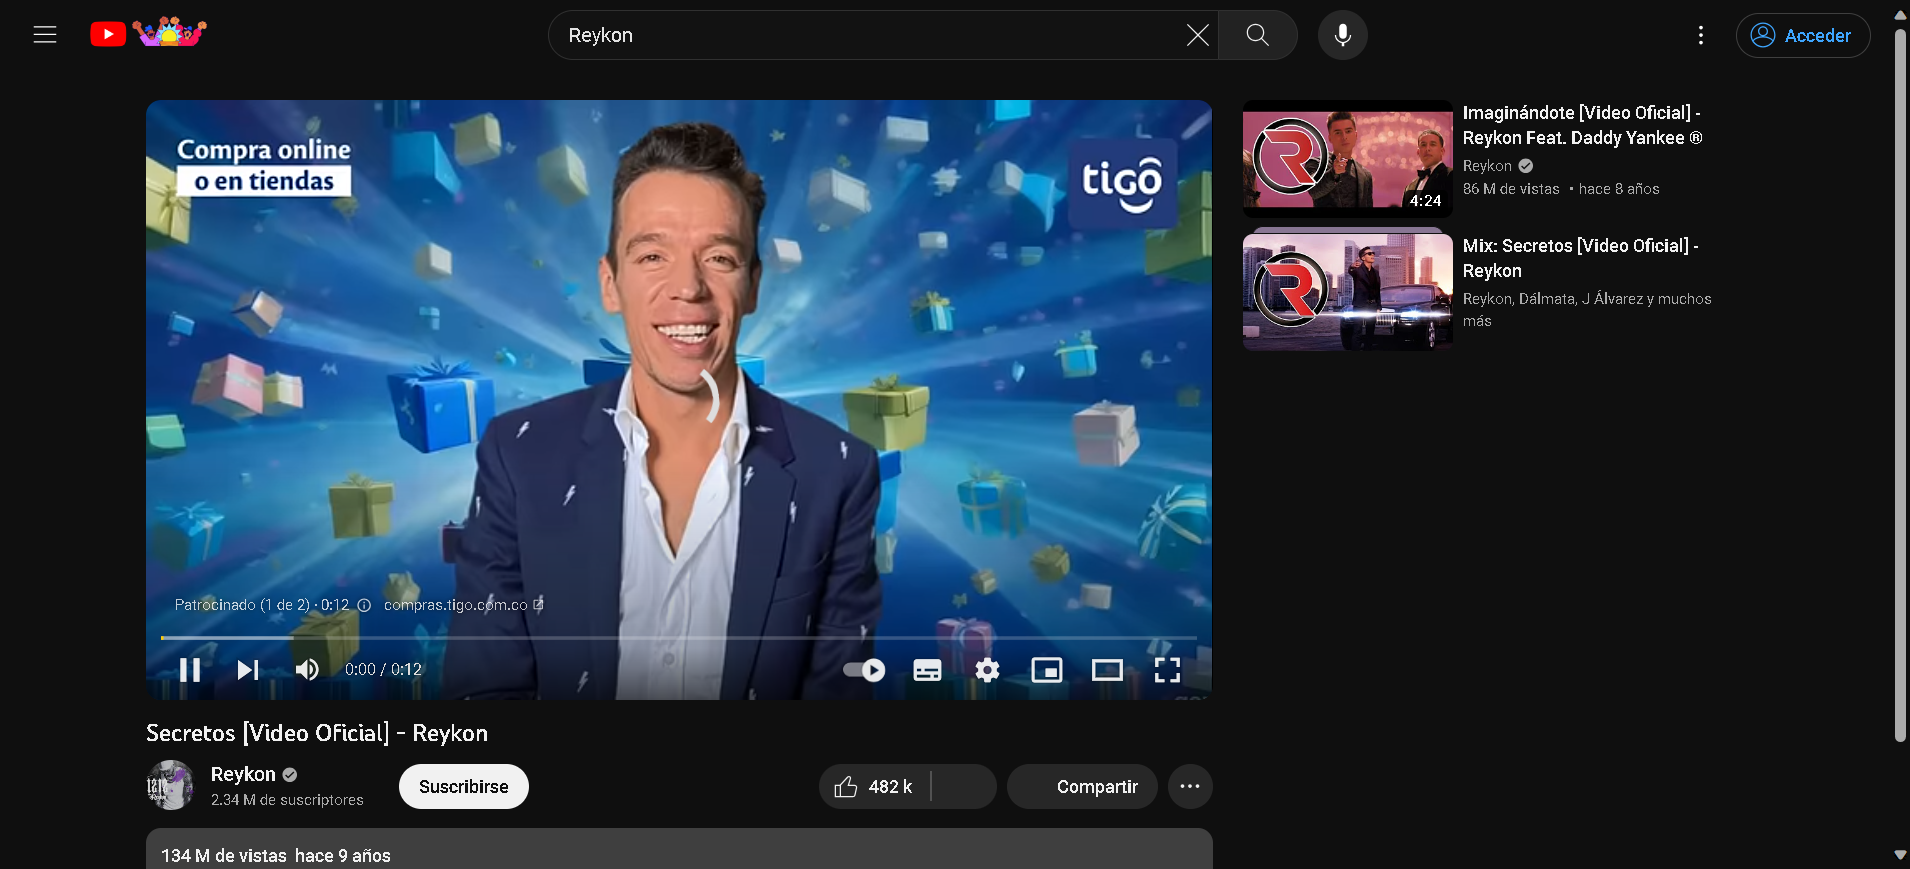 Reykon
Acceder
Compra online
o en tiendas
tigo
Patrocinado (1 de 2) · 0:12 compras.tigo.com.co
0:00 / 0:12
Secretos [Video Oficial] - Reykon
Reykon
2.34 M de suscriptores
Suscribirse
482 k
Compartir
134 M de vistas hace 9 años
Imaginándote [Video Oficial] -
Reykon Feat. Daddy Yankee ®
Reykon
86 M de vistas • hace 8 años
4:24
Mix: Secretos [Video Oficial] -
Reykon
Reykon, Dálmata, J Álvarez y muchos
más